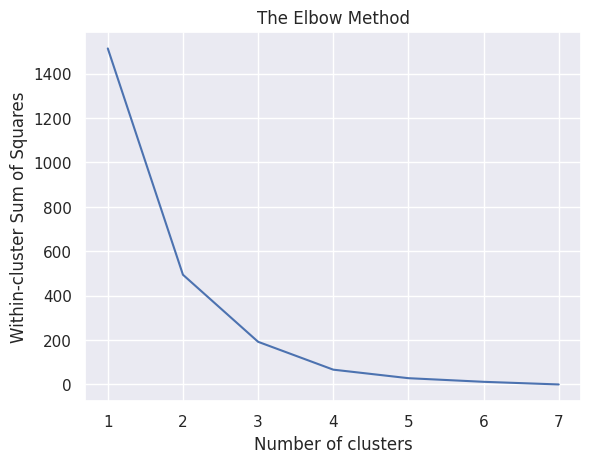 The Elbow Method
Within-cluster Sum of Squares
1400
1200
1000
800
600
400
200
0
1 2 3 4 5 6 7
Number of clusters